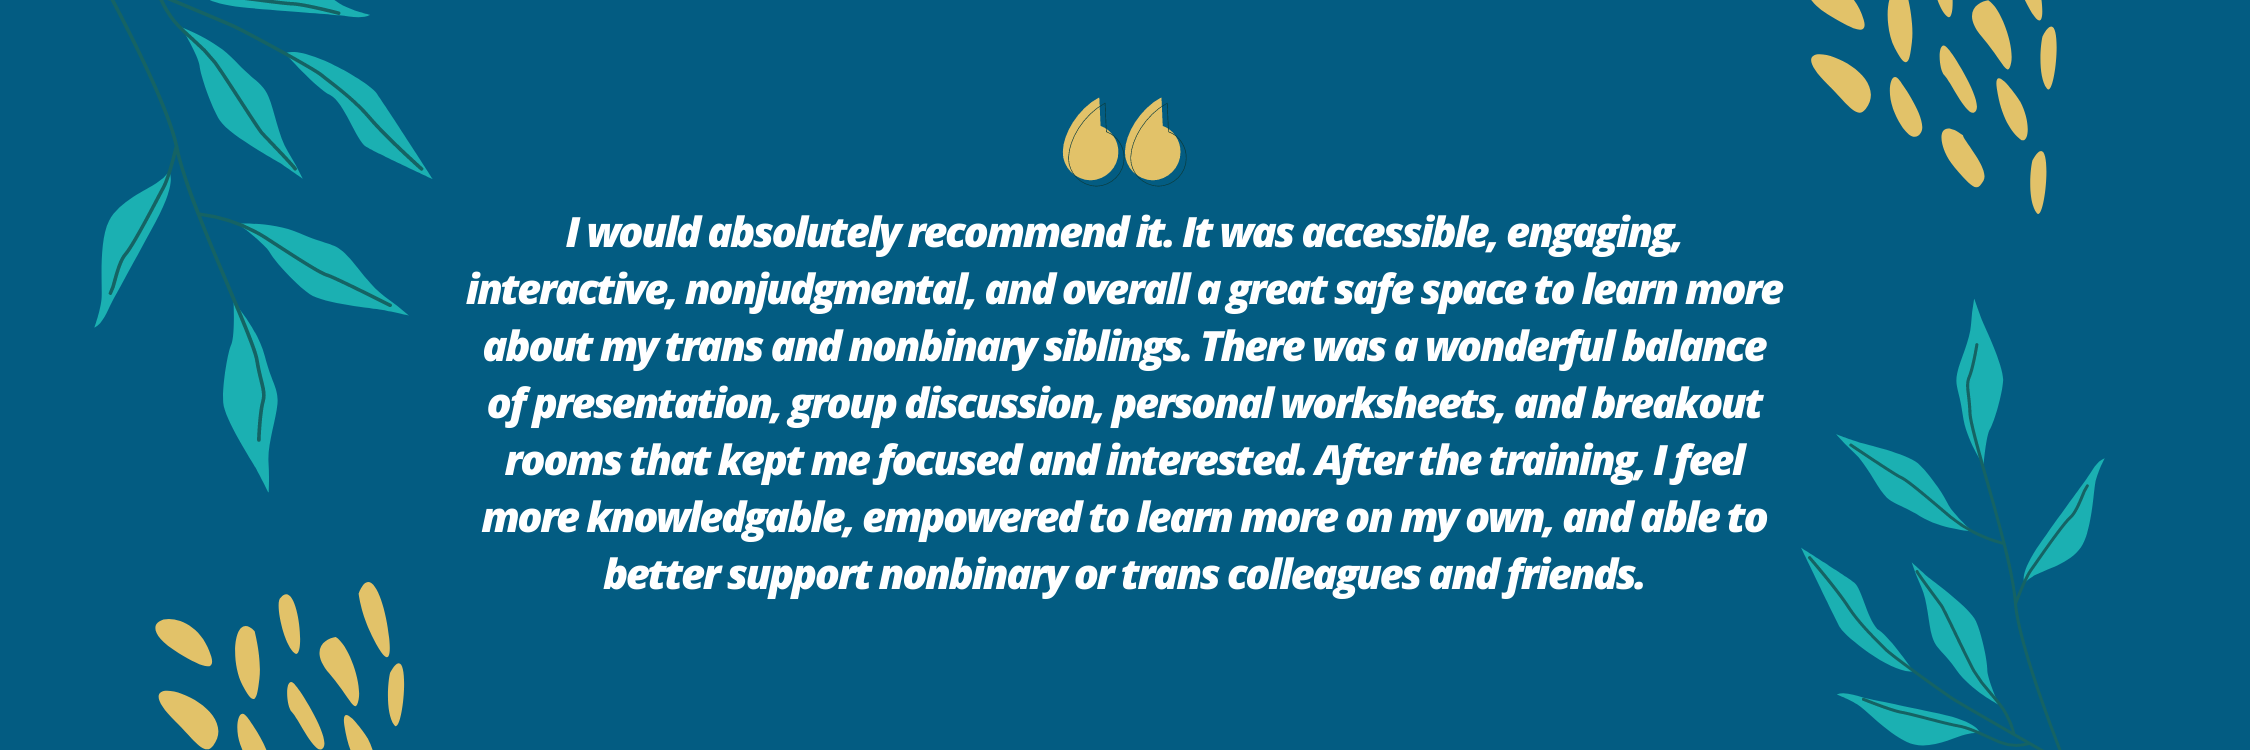 I would absolutely recommend it. It was accessible, engaging,
interactive, nonjudgmental, and overall a great safe space to learn more
about my trans and nonbinary siblings. There was a wonderful balance
of presentation, group discussion, personal worksheets, and breakout
rooms that kept me focused and interested. After the training, I feel
more knowledgable, empowered to learn more on my own, and able to
better support nonbinary or trans colleagues and friends.